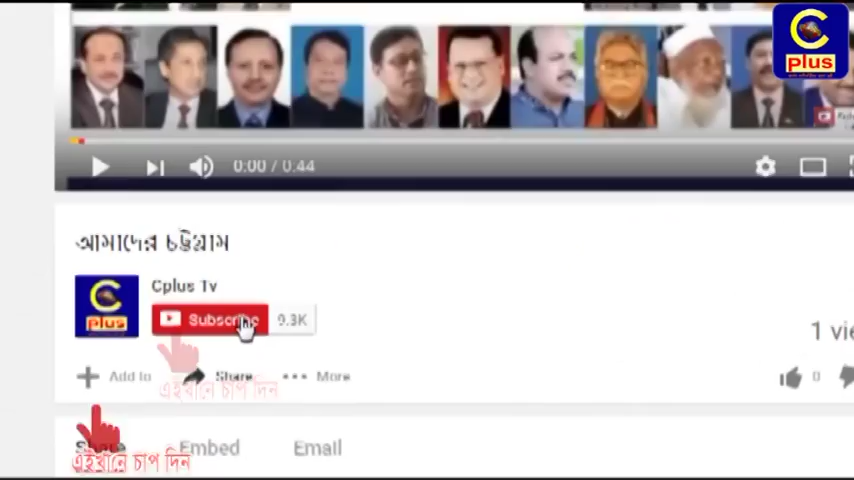 C
plus
0:00 / 0:44
আমাদের চট্টগ্রাম
Cplus Tv
C
plus
Subscribe 9.3K
1
Add to Share More 0
এইখানে চাপ দিন
Share Embed Email
এইখানে চাপ দিন